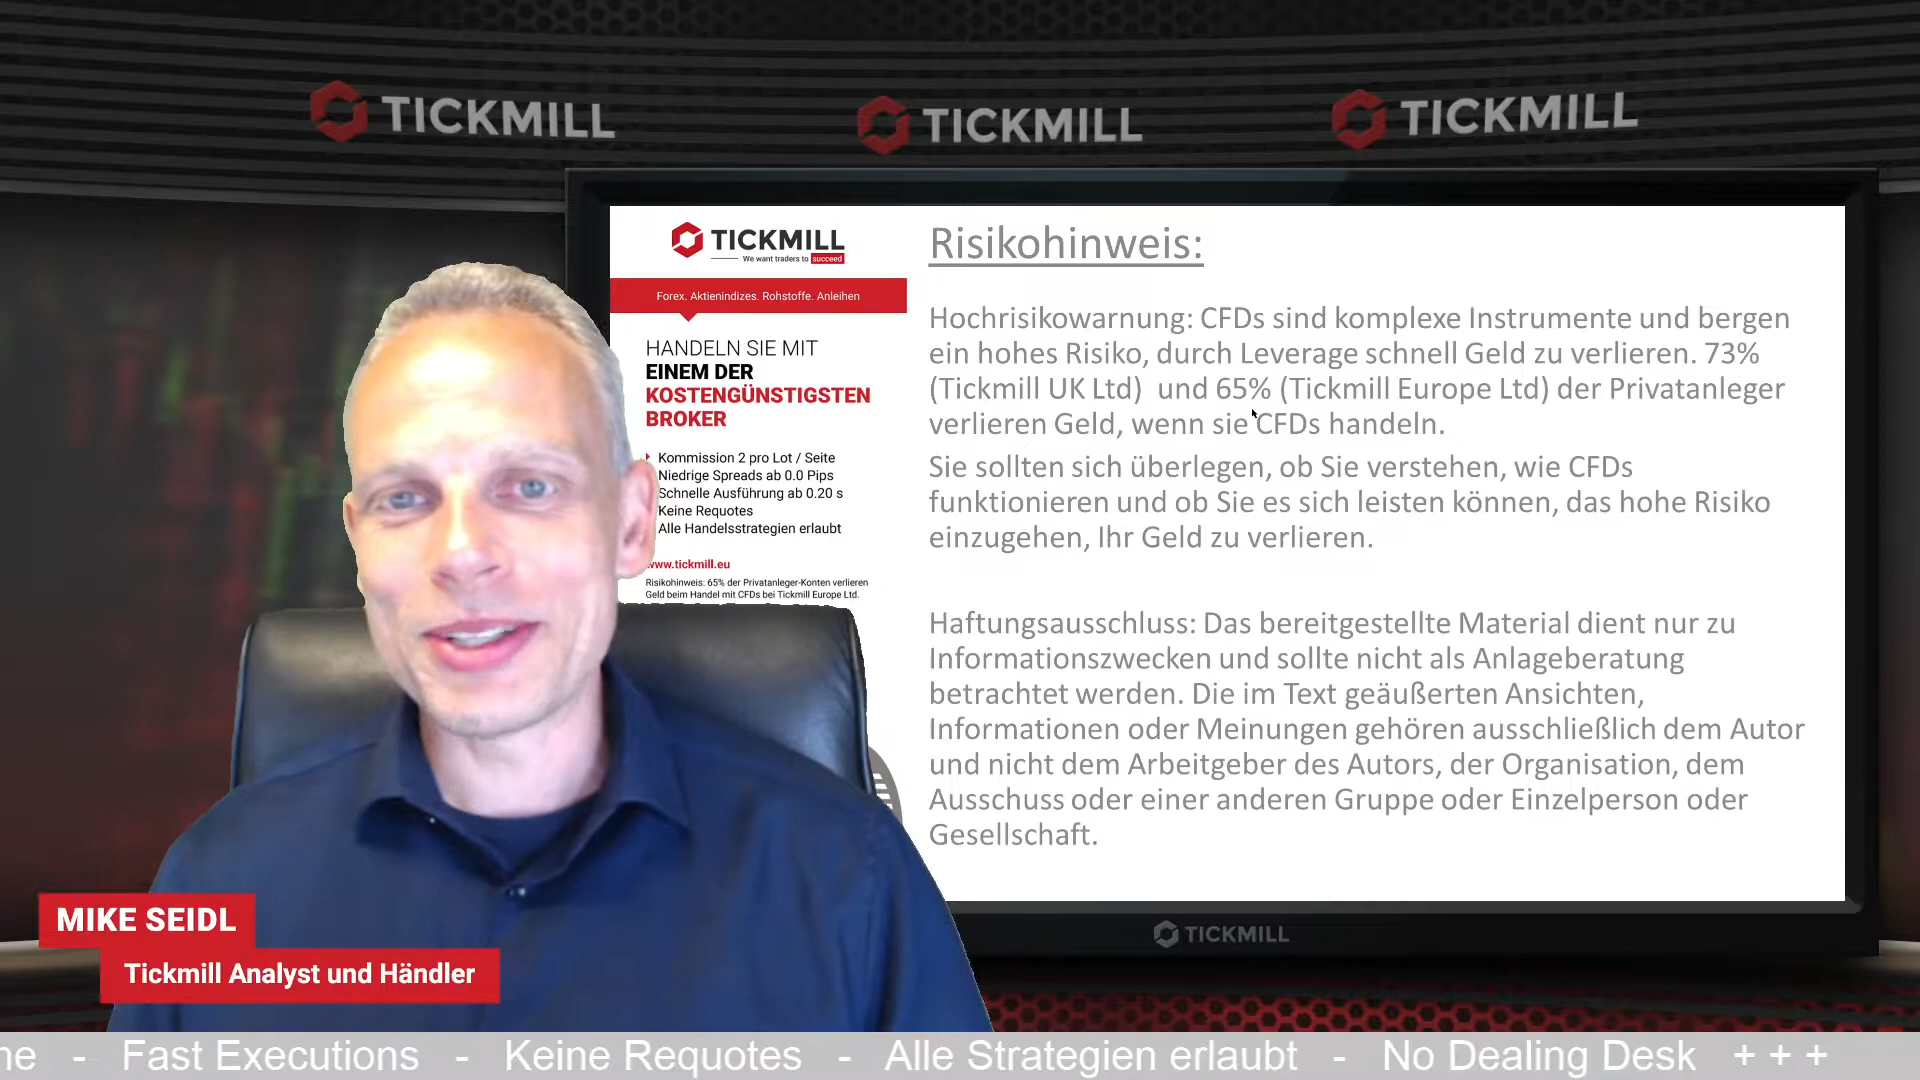 TICKMILL
TICKMILL
TICKMILL
TICKMILL
We want traders to succeed
Forex. Aktienindizes. Rohstoffe. Anleihen
HANDELN SIE MIT
EINEM DER
KOSTENGÜNSTIGSTEN
BROKER
Kommission 2 pro Lot / Seite
Niedrige Spreads ab 0.0 Pips
Schnelle Ausführung ab 0.20 s
Keine Requotes
Alle Handelsstrategien erlaubt
www.tickmill.eu
Risikohinweis: 65% der Privatanleger-Konten verlieren
Geld beim Handel mit CFDs bei Tickmill Europe Ltd.
Risikohinweis:
Hochrisikowarnung: CFDs sind komplexe Instrumente und bergen
ein hohes Risiko, durch Leverage schnell Geld zu verlieren. 73%
(Tickmill UK Ltd) und 65% (Tickmill Europe Ltd) der Privatanleger
verlieren Geld, wenn sie CFDs handeln.
Sie sollten sich überlegen, ob Sie verstehen, wie CFDs
funktionieren und ob Sie es sich leisten können, das hohe Risiko
einzugehen, Ihr Geld zu verlieren.
Haftungsausschluss: Das bereitgestellte Material dient nur zu
Informationszwecken und sollte nicht als Anlageberatung
betrachtet werden. Die im Text geäußerten Ansichten,
Informationen oder Meinungen gehören ausschließlich dem Autor
und nicht dem Arbeitgeber des Autors, der Organisation, dem
Ausschuss oder einer anderen Gruppe oder Einzelperson oder
Gesellschaft.
TICKMILL
MIKE SEIDL
Tickmill Analyst und Händler
ne - Fast Executions - Keine Requotes - Alle Strategien erlaubt - No Dealing Desk + + +